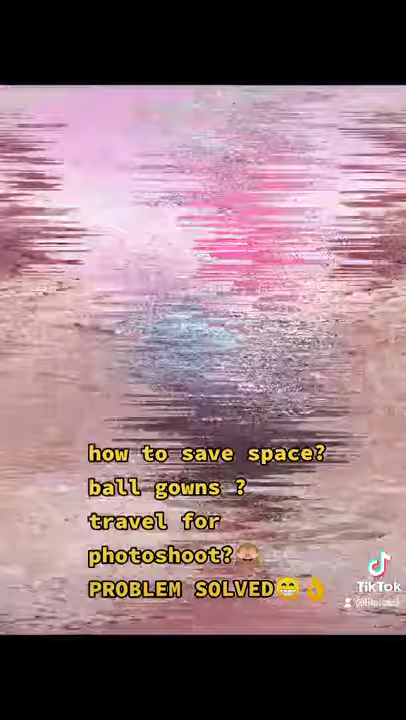 how to save space?
ball gowns ?
travel for
photoshoot?🙈
PROBLEM SOLVED😁👌
TikTok